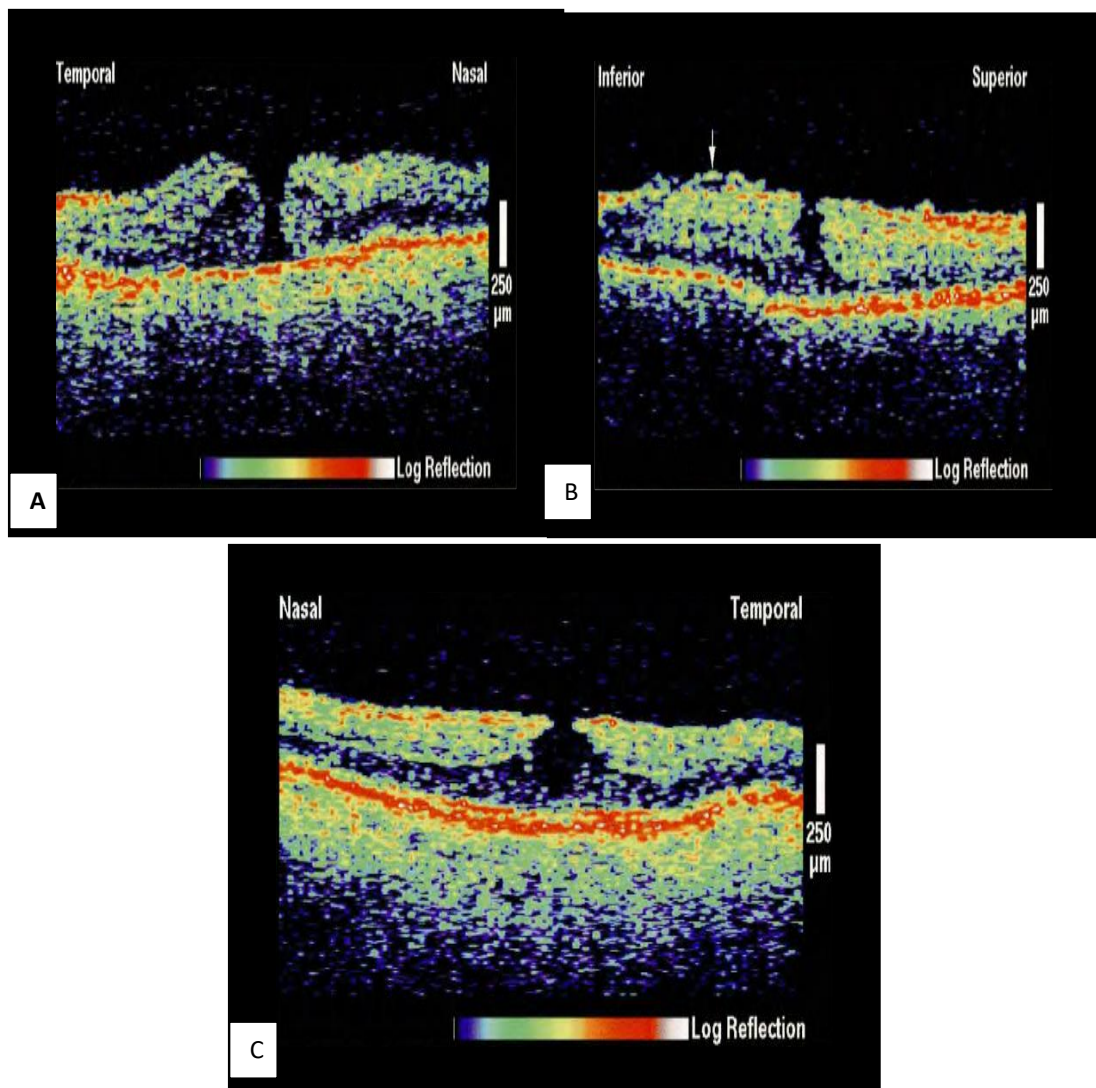 Temporal Nasal
250
µm
Log Reflection
A
Inferior Superior
250
µm
Log Reflection
B
Nasal Temporal
250
µm
Log Reflection
C